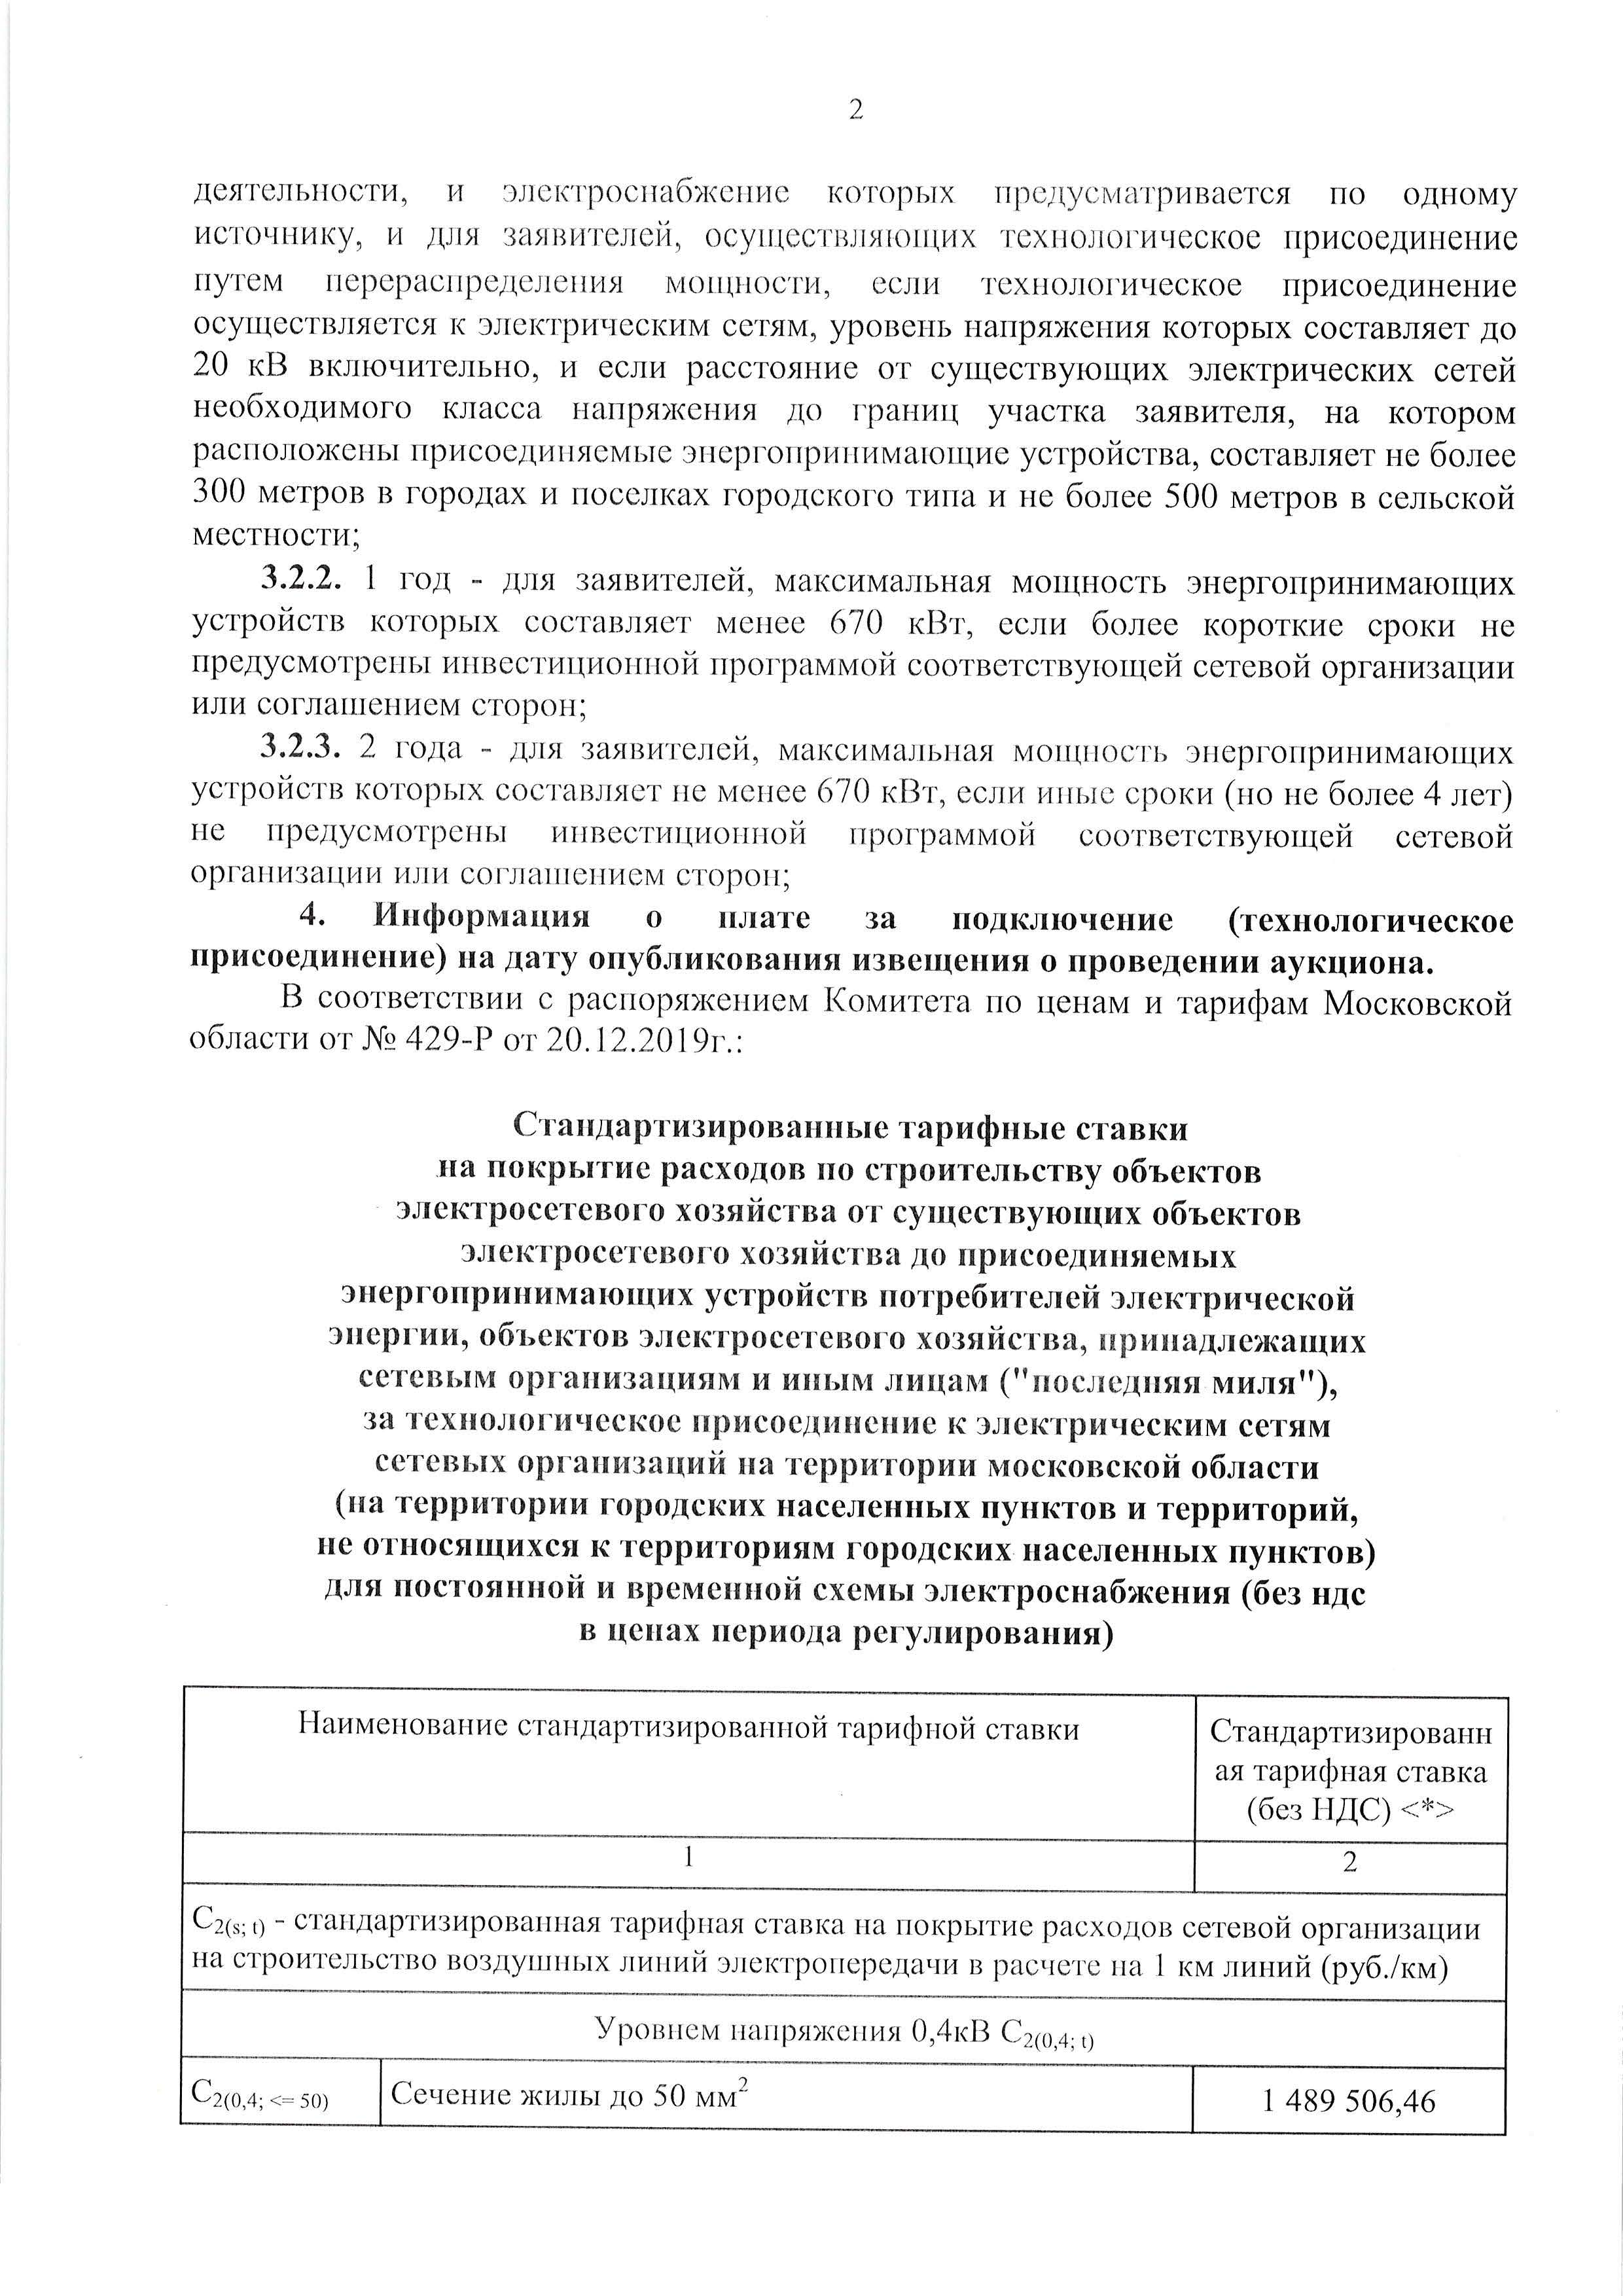 2
деятельности, и электроснабжение которых предусматривается по одному
источнику, и для заявителей, осуществляющих технологическое присоединение
путем перераспределения мощности, если технологическое присоединение
осуществляется к электрическим сетям, уровень напряжения которых составляет до
20 кВ включительно, и если расстояние от существующих электрических сетей
необходимого класса напряжения до границ участка заявителя, на котором
расположены присоединяемые энергопринимающие устройства, составляет не более
300 метров в городах и поселках городского типа и не более 500 метров в сельской
местности;
3.2.2. 1 год - для заявителей, максимальная мощность энергопринимающих
устройств которых составляет менее 670 кВт, если более короткие сроки не
предусмотрены инвестиционной программой соответствующей сетевой организации
или соглашением сторон;
3.2.3. 2 года - для заявителей, максимальная мощность энергопринимающих
устройств которых составляет не менее 670 кВт, если иные сроки (но не более 4 лет)
не предусмотрены инвестиционной программой соответствующей сетевой
организации или соглашением сторон;
4. Информация о плате за подключение (технологическое
присоединение) на дату опубликования извещения о проведении аукциона.
В соответствии с распоряжением Комитета по ценам и тарифам Московской
области от № 429-Р от 20.12.2019г.:
Стандартизированные тарифные ставки
на покрытие расходов по строительству объектов
электросетевого хозяйства от существующих объектов
электросетевого хозяйства до присоединяемых
энергопринимающих устройств потребителей электрической
энергии, объектов электросетевого хозяйства, принадлежащих
сетевым организациям и иным лицам ("последняя миля"),
за технологическое присоединение к электрическим сетям
сетевых организаций на территории московской области
(на территории городских населенных пунктов и территорий,
не относящихся к территориям городских населенных пунктов)
для постоянной и временной схемы электроснабжения (без ндс
в ценах периода регулирования)
Наименование стандартизированной тарифной ставки
Стандартизированн
ая тарифная ставка
(без НДС) <*>
1
2
C2(s; t) - стандартизированная тарифная ставка на покрытие расходов сетевой организации
на строительство воздушных линий электропередачи в расчете на 1 км линий (руб./км)
Уровнем напряжения 0,4кВ C2(0,4; t)
C2(0,4; <= 50)
Сечение жилы до 50 мм²
1 489 506,46